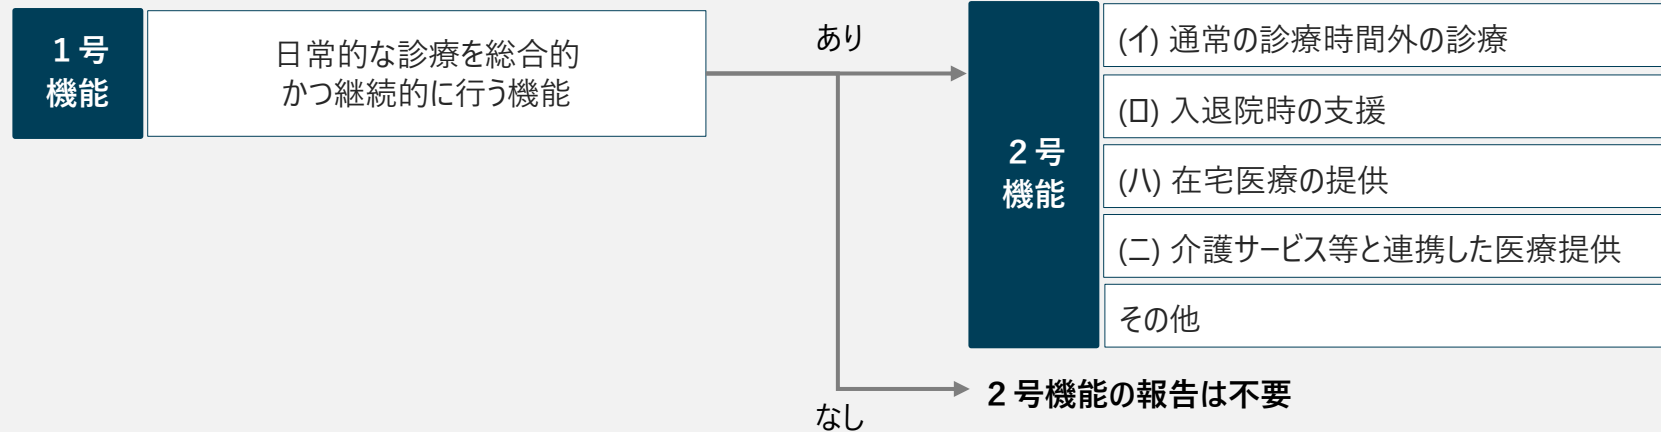 １号
機能
日常的な診療を総合的
かつ継続的に行う機能
あり
２号
機能
(イ) 通常の診療時間外の診療
(ロ) 入退院時の支援
(ハ) 在宅医療の提供
(ニ) 介護サービス等と連携した医療提供
その他
なし
２号機能の報告は不要